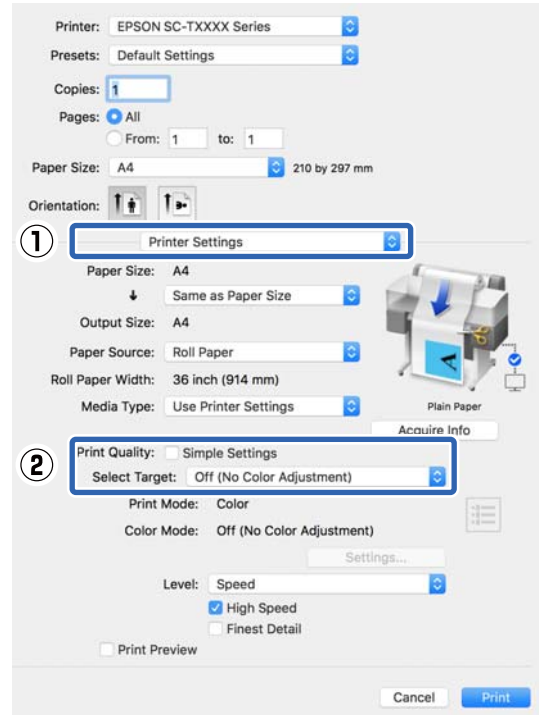 Printer: EPSON SC-TXXXX Series
Presets: Default Settings
Copies: 1
Pages: All
From: 1 to: 1
Paper Size: A4 210 by 297 mm
Orientation:
1 Printer Settings
Paper Size: A4
Same as Paper Size
Output Size: A4
Paper Source: Roll Paper
Roll Paper Width: 36 inch (914 mm)
Media Type: Use Printer Settings
Plain Paper
Acquire Info
2 Print Quality: Simple Settings
Select Target: Off (No Color Adjustment)
Print Mode: Color
Color Mode: Off (No Color Adjustment)
Settings...
Level: Speed
High Speed
Finest Detail
Print Preview
Cancel Print